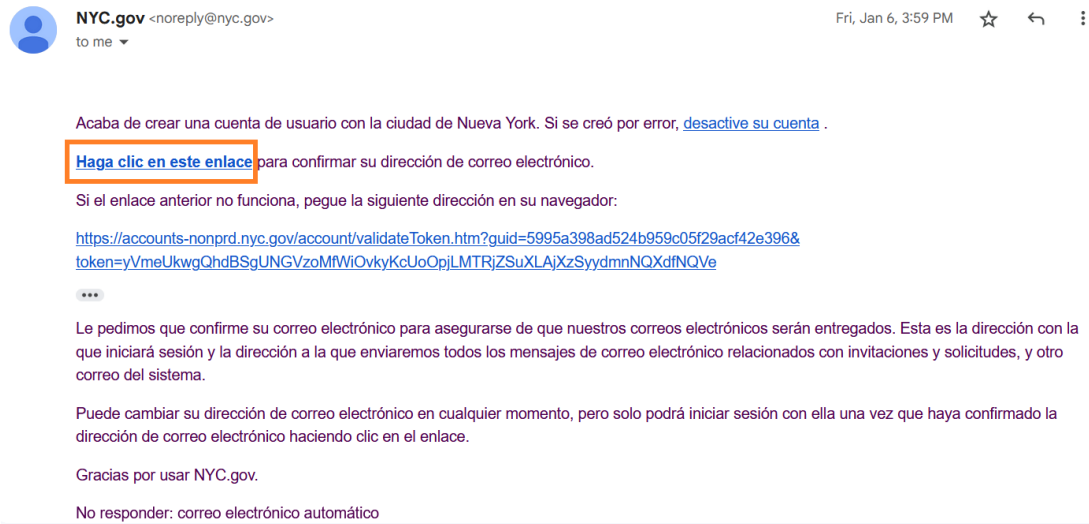 NYC.gov <noreply@nyc.gov>
Fri, Jan 6, 3:59 PM
to me
Acaba de crear una cuenta de usuario con la ciudad de Nueva York. Si se creó por error, desactive su cuenta .
Haga clic en este enlace para confirmar su dirección de correo electrónico.
Si el enlace anterior no funciona, pegue la siguiente dirección en su navegador:
https://accounts-nonprd.nyc.gov/account/validateToken.htm?guid=5995a398ad524b959c05f29acf42e396&
token=yVmeUkwgQhdBSgUNGVzoMfWiOvkyKcUoOpjLMTRjZSuXLAjXzSyydmnNQXdfNQVe
Le pedimos que confirme su correo electrónico para asegurarse de que nuestros correos electrónicos serán entregados. Esta es la dirección con la
que iniciará sesión y la dirección a la que enviaremos todos los mensajes de correo electrónico relacionados con invitaciones y solicitudes, y otro
correo del sistema.
Puede cambiar su dirección de correo electrónico en cualquier momento, pero solo podrá iniciar sesión con ella una vez que haya confirmado la
dirección de correo electrónico haciendo clic en el enlace.
Gracias por usar NYC.gov.
No responder: correo electrónico automático